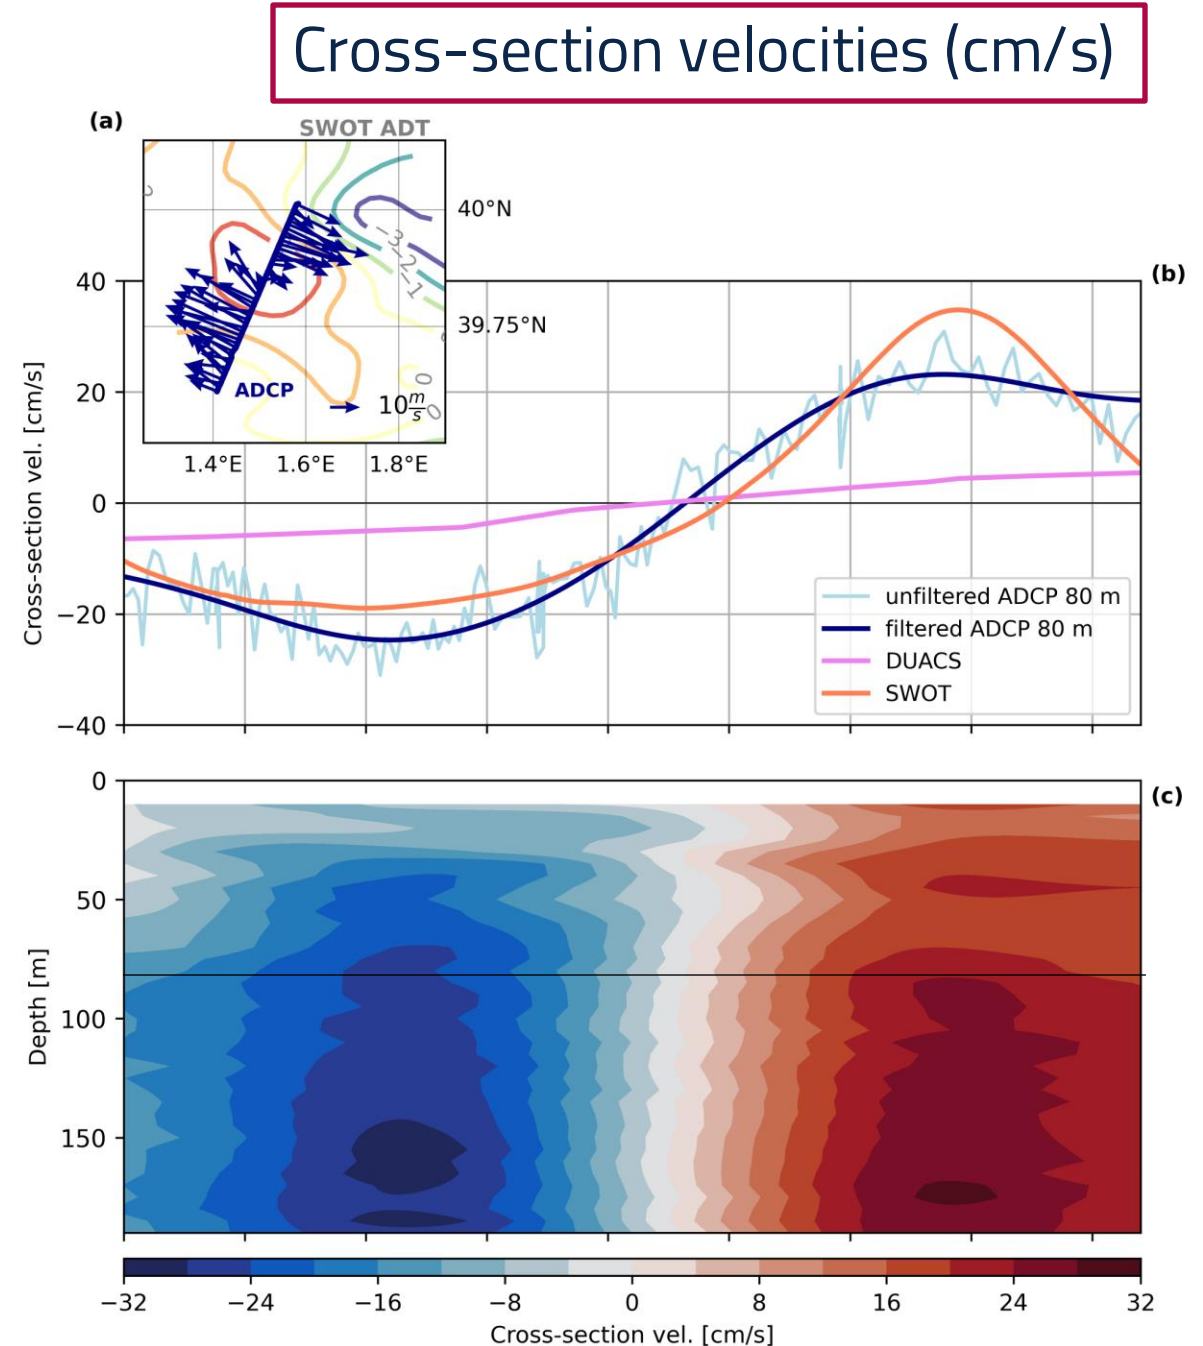 Cross-section velocities (cm/s)
(a)
SWOT ADT
40°N
39.75°N
−3
−2
−1
0
0
ADCP
10 m/s
1.4°E 1.6°E 1.8°E
(b)
Cross-section vel. [cm/s]
40
20
0
−20
−40
unfiltered ADCP 80 m
filtered ADCP 80 m
DUACS
SWOT
(c)
Depth [m]
0
50
100
150
−32 −24 −16 −8 0 8 16 24 32
Cross-section vel. [cm/s]